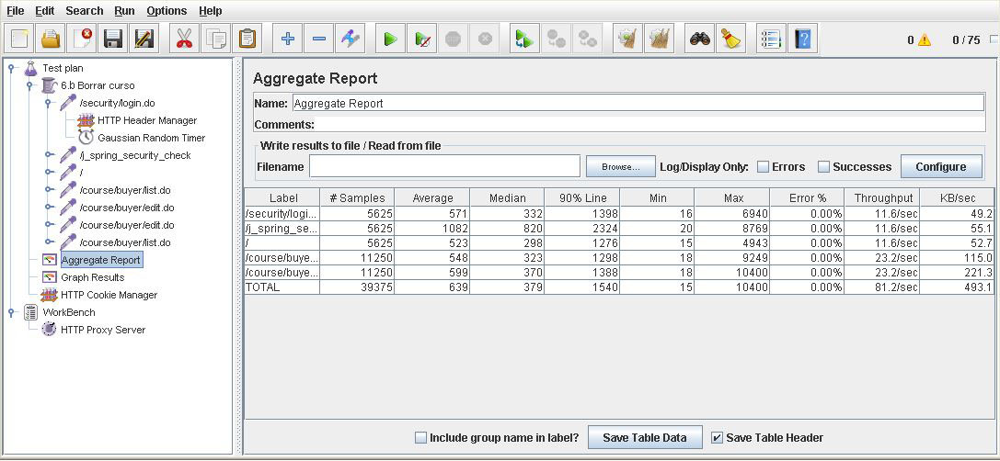 File Edit Search Run Options Help
0 0 / 75
Test plan
6.b Borrar curso
/security/login.do
HTTP Header Manager
Gaussian Random Timer
/j_spring_security_check
/
/course/buyer/list.do
/course/buyer/edit.do
/course/buyer/edit.do
/course/buyer/list.do
Aggregate Report
Graph Results
HTTP Cookie Manager
WorkBench
HTTP Proxy Server
Aggregate Report
Name: Aggregate Report
Comments:
Write results to file / Read from file
Filename Browse... Log/Display Only: Errors Successes Configure
Label # Samples Average Median 90% Line Min Max Error % Throughput KB/sec
/security/logi... 5625 571 332 1398 16 6940 0.00% 11.6/sec 49.2
/j_spring_se... 5625 1082 820 2324 20 8769 0.00% 11.6/sec 55.1
/ 5625 523 298 1276 15 4943 0.00% 11.6/sec 52.7
/course/buye... 11250 548 323 1298 18 9249 0.00% 23.2/sec 115.0
/course/buye... 11250 599 370 1388 18 10400 0.00% 23.2/sec 221.3
TOTAL 39375 639 379 1540 15 10400 0.00% 81.2/sec 493.1
Include group name in label? Save Table Data Save Table Header